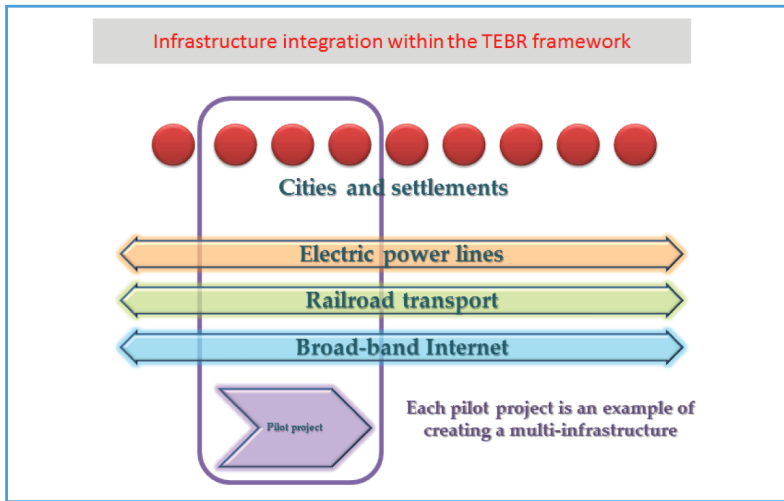 Infrastructure integration within the TEBR framework
Cities and settlements
Electric power lines
Railroad transport
Broad-band Internet
Pilot project
Each pilot project is an example of
creating a multi-infrastructure